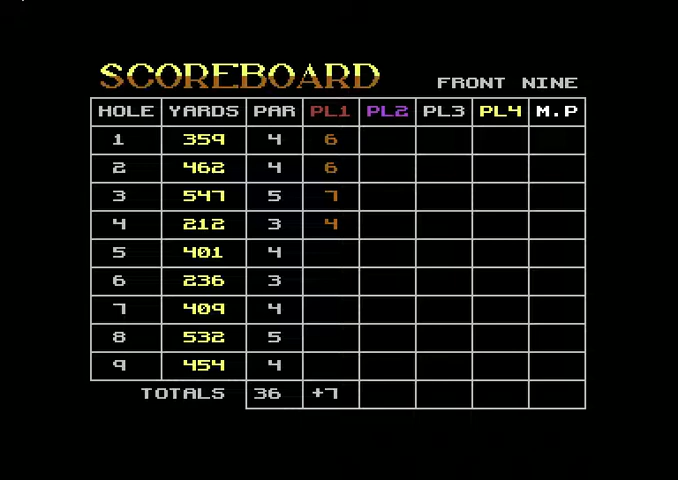 SCOREBOARD FRONT NINE
HOLE YARDS PAR PL1 PL2 PL3 PL4 M.P
1 359 4 6
2 462 4 6
3 547 5 7
4 212 3 4
5 401 4
6 236 3
7 409 4
8 532 5
9 454 4
TOTALS 36 +7